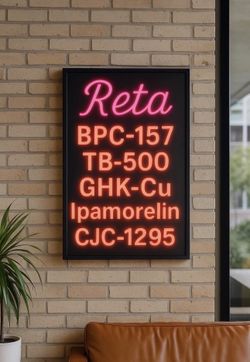 Reta
BPC-157
TB-500
GHK-Cu
Ipamorelin
CJC-1295